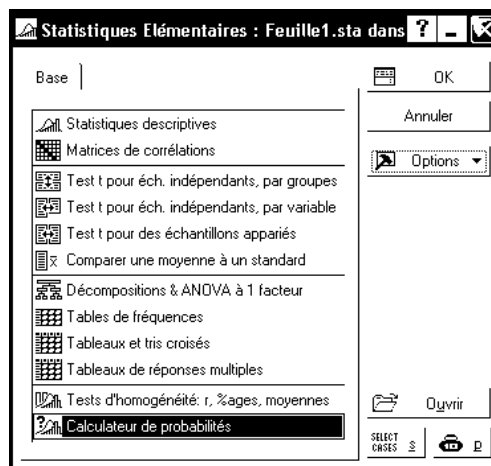 Statistiques Elémentaires : Feuille1.sta dans
Base
Statistiques descriptives
Matrices de corrélations
Test t pour éch. indépendants, par groupes
Test t pour éch. indépendants, par variable
Test t pour des échantillons appariés
Comparer une moyenne à un standard
Décompositions & ANOVA à 1 facteur
Tables de fréquences
Tableaux et tris croisés
Tableaux de réponses multiples
Tests d'homogénéité: r, %ages, moyennes
Calculateur de probabilités
OK
Annuler
Options
Ouvrir
SELECT CASES S
D